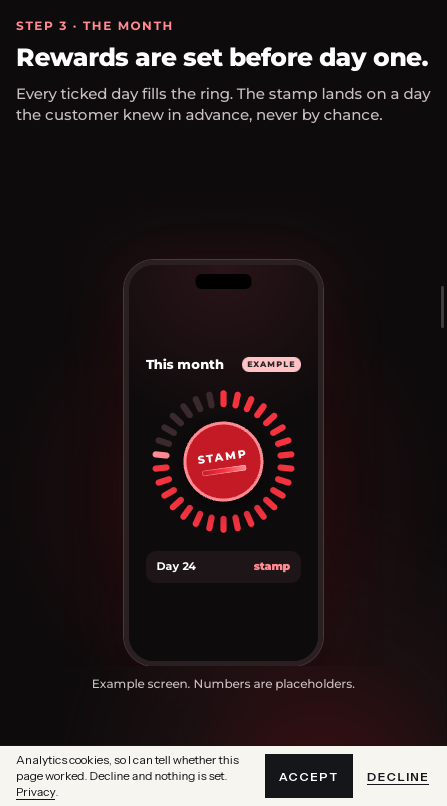 STEP 3 · THE MONTH
Rewards are set before day one.
Every ticked day fills the ring. The stamp lands on a day
the customer knew in advance, never by chance.
This month
EXAMPLE
STAMP
Day 24
stamp
Example screen. Numbers are placeholders.
Analytics cookies, so I can tell whether this
page worked. Decline and nothing is set.
Privacy.
ACCEPT
DECLINE